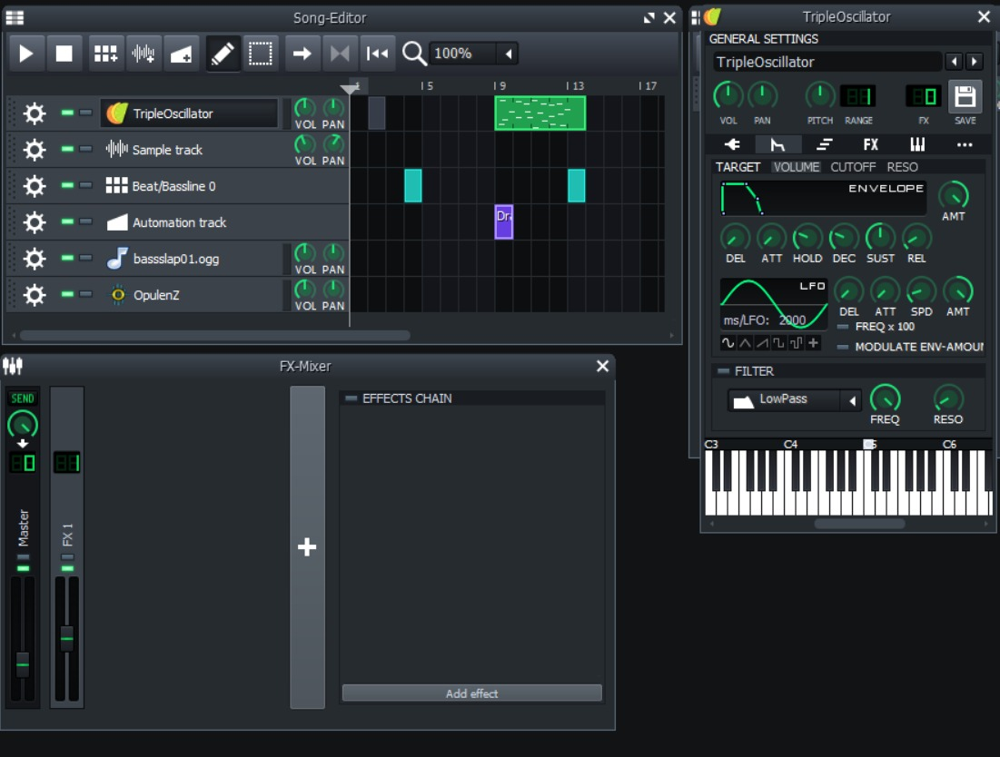 Song-Editor
100%
5 9 13 17
TripleOscillator
VOL PAN
Sample track
VOL PAN
Beat/Bassline 0
Automation track
bassslap01.ogg
VOL PAN
OpulenZ
VOL PAN
FX-Mixer
SEND
0 1
Master
FX 1
EFFECTS CHAIN
Add effect
TripleOscillator
GENERAL SETTINGS
TripleOscillator
1 0
VOL PAN PITCH RANGE FX SAVE
FX
TARGET VOLUME CUTOFF RESO
ENVELOPE
AMT
DEL ATT HOLD DEC SUST REL
LFO
ms/LFO: 2000
DEL ATT SPD AMT
FREQ x 100
MODULATE ENV-AMOUN
FILTER
LowPass
FREQ RESO
C3 C4 C5 C6